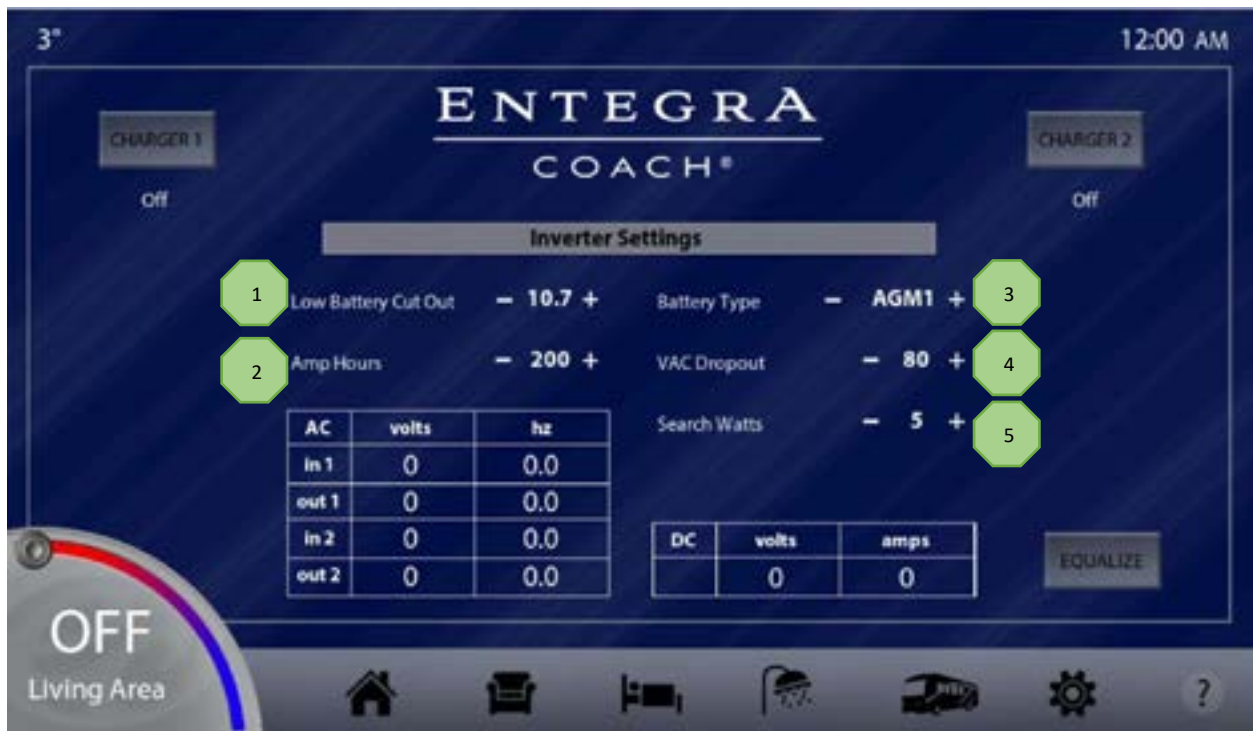 3°
12:00 AM
ENTEGRA
COACH®
CHARGER 1
Off
CHARGER 2
Off
Inverter Settings
1 Low Battery Cut Out - 10.7 +
Battery Type - AGM1 + 3
2 Amp Hours - 200 +
VAC Dropout - 80 + 4
Search Watts - 5 + 5
AC volts hz
in 1 0 0.0
out 1 0 0.0
in 2 0 0.0
out 2 0 0.0
DC volts amps
0 0
EQUALIZE
OFF
Living Area
?